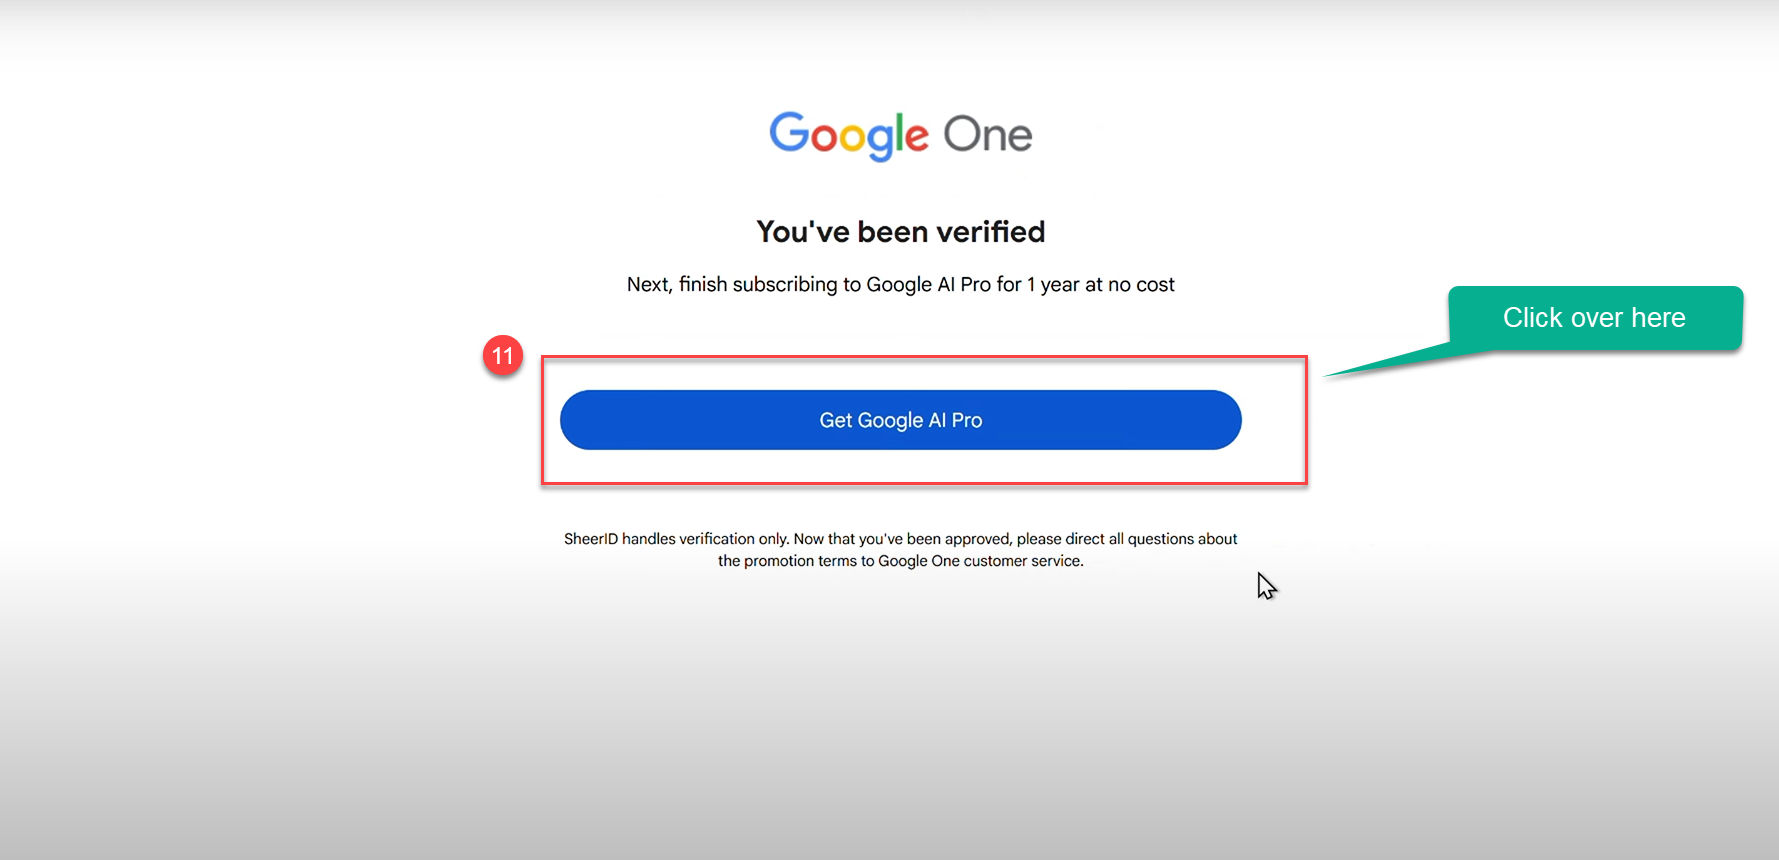 Google One
You've been verified
Next, finish subscribing to Google AI Pro for 1 year at no cost
Click over here
11
Get Google AI Pro
SheerID handles verification only. Now that you've been approved, please direct all questions about
the promotion terms to Google One customer service.